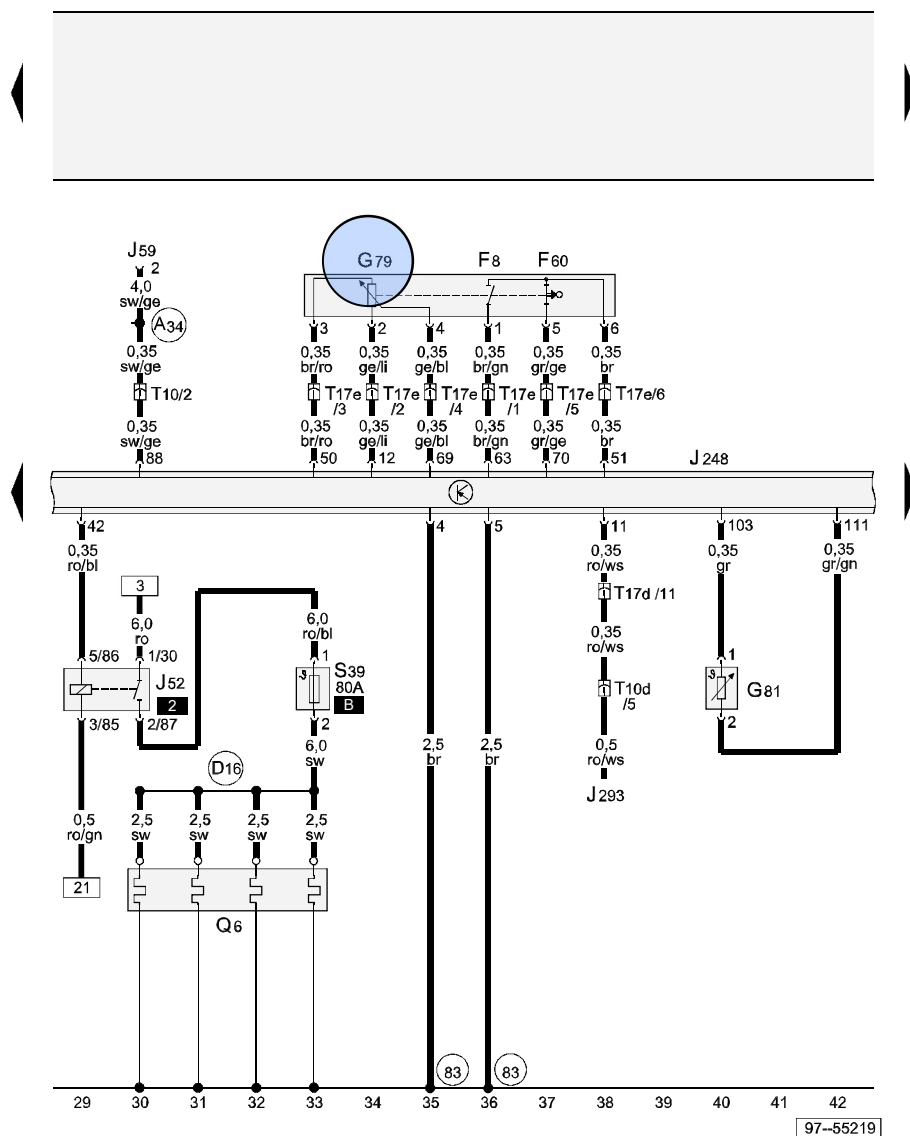 J59
2
4,0
sw/ge
A34
0,35
sw/ge
T10/2
0,35
sw/ge
88
G79 F8 F60
3 2 4 1 5 6
0,35 0,35 0,35 0,35 0,35 0,35
br/ro ge/li ge/bl br/gn gr/ge br
T17e T17e T17e T17e T17e T17e/6
/3 /2 /4 /1 /5
0,35 0,35 0,35 0,35 0,35 0,35
br/ro ge/li ge/bl br/gn gr/ge br
50 12 69 63 70 51
J248
42 4 5 11 103 111
0,35
ro/bl
0,35
ro/ws
0,35
gr
0,35
gr/gn
3
6,0
ro
6,0
ro/bl
T17d /11
0,35
ro/ws
5/86 1/30
J52
2
3/85 2/87
1
S39
80A
B
2
6,0
sw
T10d
/5
0,5
ro/ws
J293
1
G81
2
2,5
br
2,5
br
D16
0,5
ro/gn
2,5 2,5 2,5 2,5
sw sw sw sw
21
Q6
83 83
29 30 31 32 33 34 35 36 37 38 39 40 41 42
97--55219